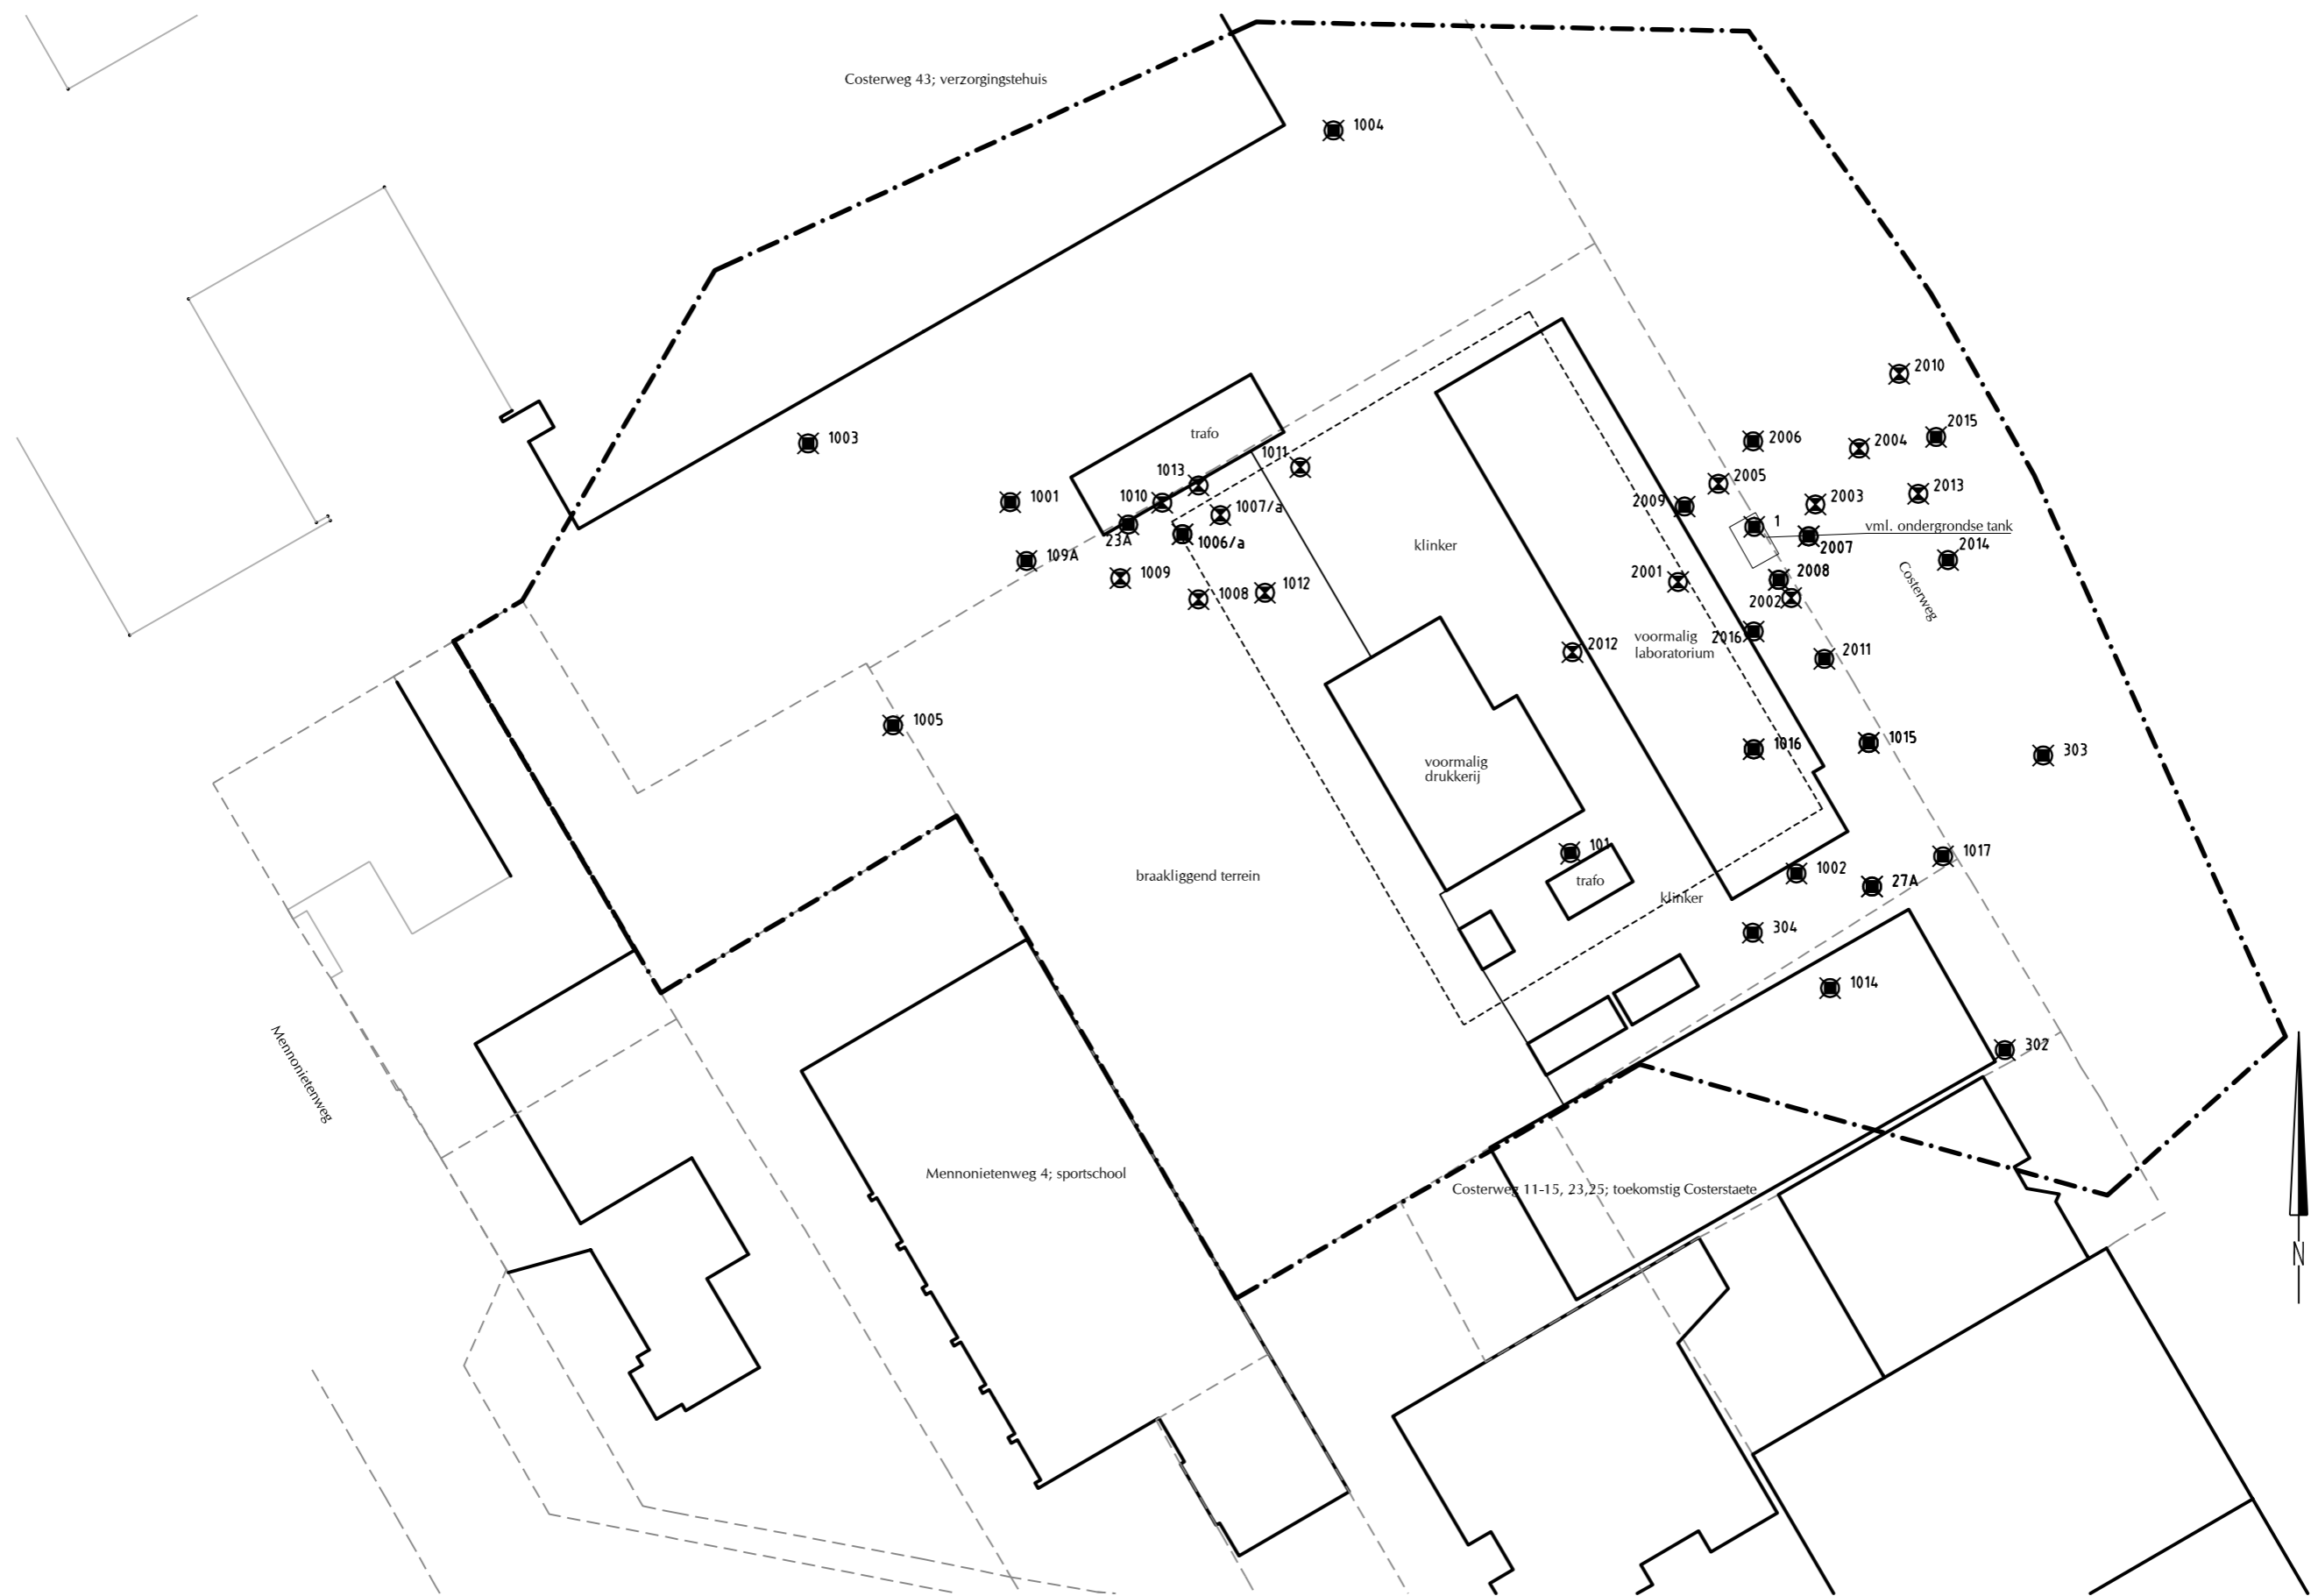 Costerweg 43; verzorgingstehuis
1004
2010
2015
1003
trafo
2006
2004
1011
1013
2005
1001
1010
2009
2003
2013
1007/a
1
vml. ondergrondse tank
23A
1006/a
klinker
2007
2014
109A
1009
2001
2008
1008
1012
2002
Costerweg
2012
voormalig
laboratorium
2016
2011
1005
1016
1015
303
voormalig
drukkerij
101
1017
braakliggend terrein
trafo
1002
27A
klinker
304
1014
302
Mennonietenweg
Mennonietenweg 4; sportschool
Costerweg 11-15, 23,25; toekomstig Costerstaete
N